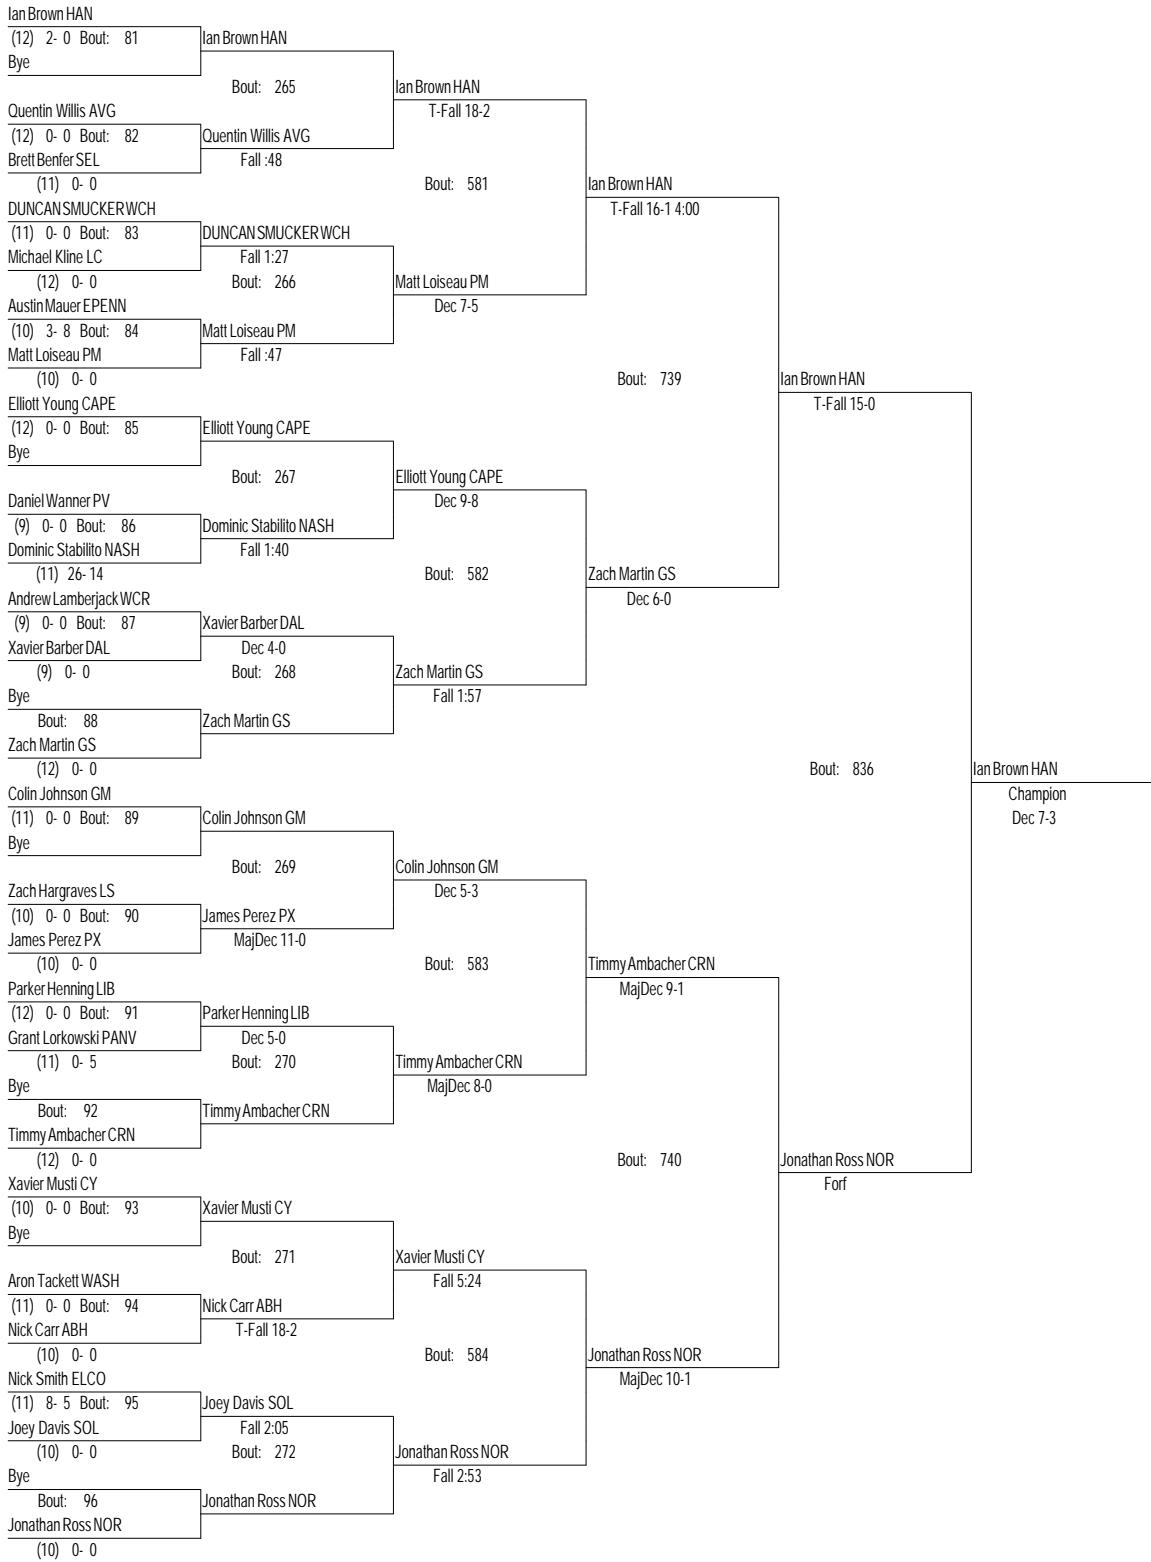 Ian Brown HAN
(12) 2- 0 Bout: 81
Ian Brown HAN
Bye
Bout: 265
Ian Brown HAN
T-Fall 18-2
Quentin Willis AVG
(12) 0- 0 Bout: 82
Quentin Willis AVG
Brett Benfer SEL
Fall :48
(11) 0- 0
Bout: 581
Ian Brown HAN
T-Fall 16-1 4:00
DUNCAN SMUCKER WCH
(11) 0- 0 Bout: 83
DUNCAN SMUCKER WCH
Michael Kline LC
Fall 1:27
(12) 0- 0
Bout: 266
Matt Loiseau PM
Dec 7-5
Austin Mauer EPENN
(10) 3- 8 Bout: 84
Matt Loiseau PM
Matt Loiseau PM
Fall :47
(10) 0- 0
Bout: 739
Ian Brown HAN
T-Fall 15-0
Elliott Young CAPE
(12) 0- 0 Bout: 85
Elliott Young CAPE
Bye
Bout: 267
Elliott Young CAPE
Dec 9-8
Daniel Wanner PV
(9) 0- 0 Bout: 86
Dominic Stabilito NASH
Dominic Stabilito NASH
Fall 1:40
(11) 26- 14
Bout: 582
Zach Martin GS
Dec 6-0
Andrew Lamberjack WCR
(9) 0- 0 Bout: 87
Xavier Barber DAL
Xavier Barber DAL
Dec 4-0
(9) 0- 0
Bout: 268
Zach Martin GS
Fall 1:57
Bye
Bout: 88
Zach Martin GS
Zach Martin GS
(12) 0- 0
Bout: 836
Ian Brown HAN
Champion
Dec 7-3
Colin Johnson GM
(11) 0- 0 Bout: 89
Colin Johnson GM
Bye
Bout: 269
Colin Johnson GM
Dec 5-3
Zach Hargraves LS
(10) 0- 0 Bout: 90
James Perez PX
James Perez PX
MajDec 11-0
(10) 0- 0
Bout: 583
Timmy Ambacher CRN
MajDec 9-1
Parker Henning LIB
(12) 0- 0 Bout: 91
Parker Henning LIB
Grant Lorkowski PANV
Dec 5-0
(11) 0- 5
Bout: 270
Timmy Ambacher CRN
MajDec 8-0
Bye
Bout: 92
Timmy Ambacher CRN
Timmy Ambacher CRN
(12) 0- 0
Bout: 740
Jonathan Ross NOR
Forf
Xavier Musti CY
(10) 0- 0 Bout: 93
Xavier Musti CY
Bye
Bout: 271
Xavier Musti CY
Fall 5:24
Aron Tackett WASH
(11) 0- 0 Bout: 94
Nick Carr ABH
Nick Carr ABH
T-Fall 18-2
(10) 0- 0
Bout: 584
Jonathan Ross NOR
MajDec 10-1
Nick Smith ELCO
(11) 8- 5 Bout: 95
Joey Davis SOL
Joey Davis SOL
Fall 2:05
(10) 0- 0
Bout: 272
Jonathan Ross NOR
Fall 2:53
Bye
Bout: 96
Jonathan Ross NOR
Jonathan Ross NOR
(10) 0- 0